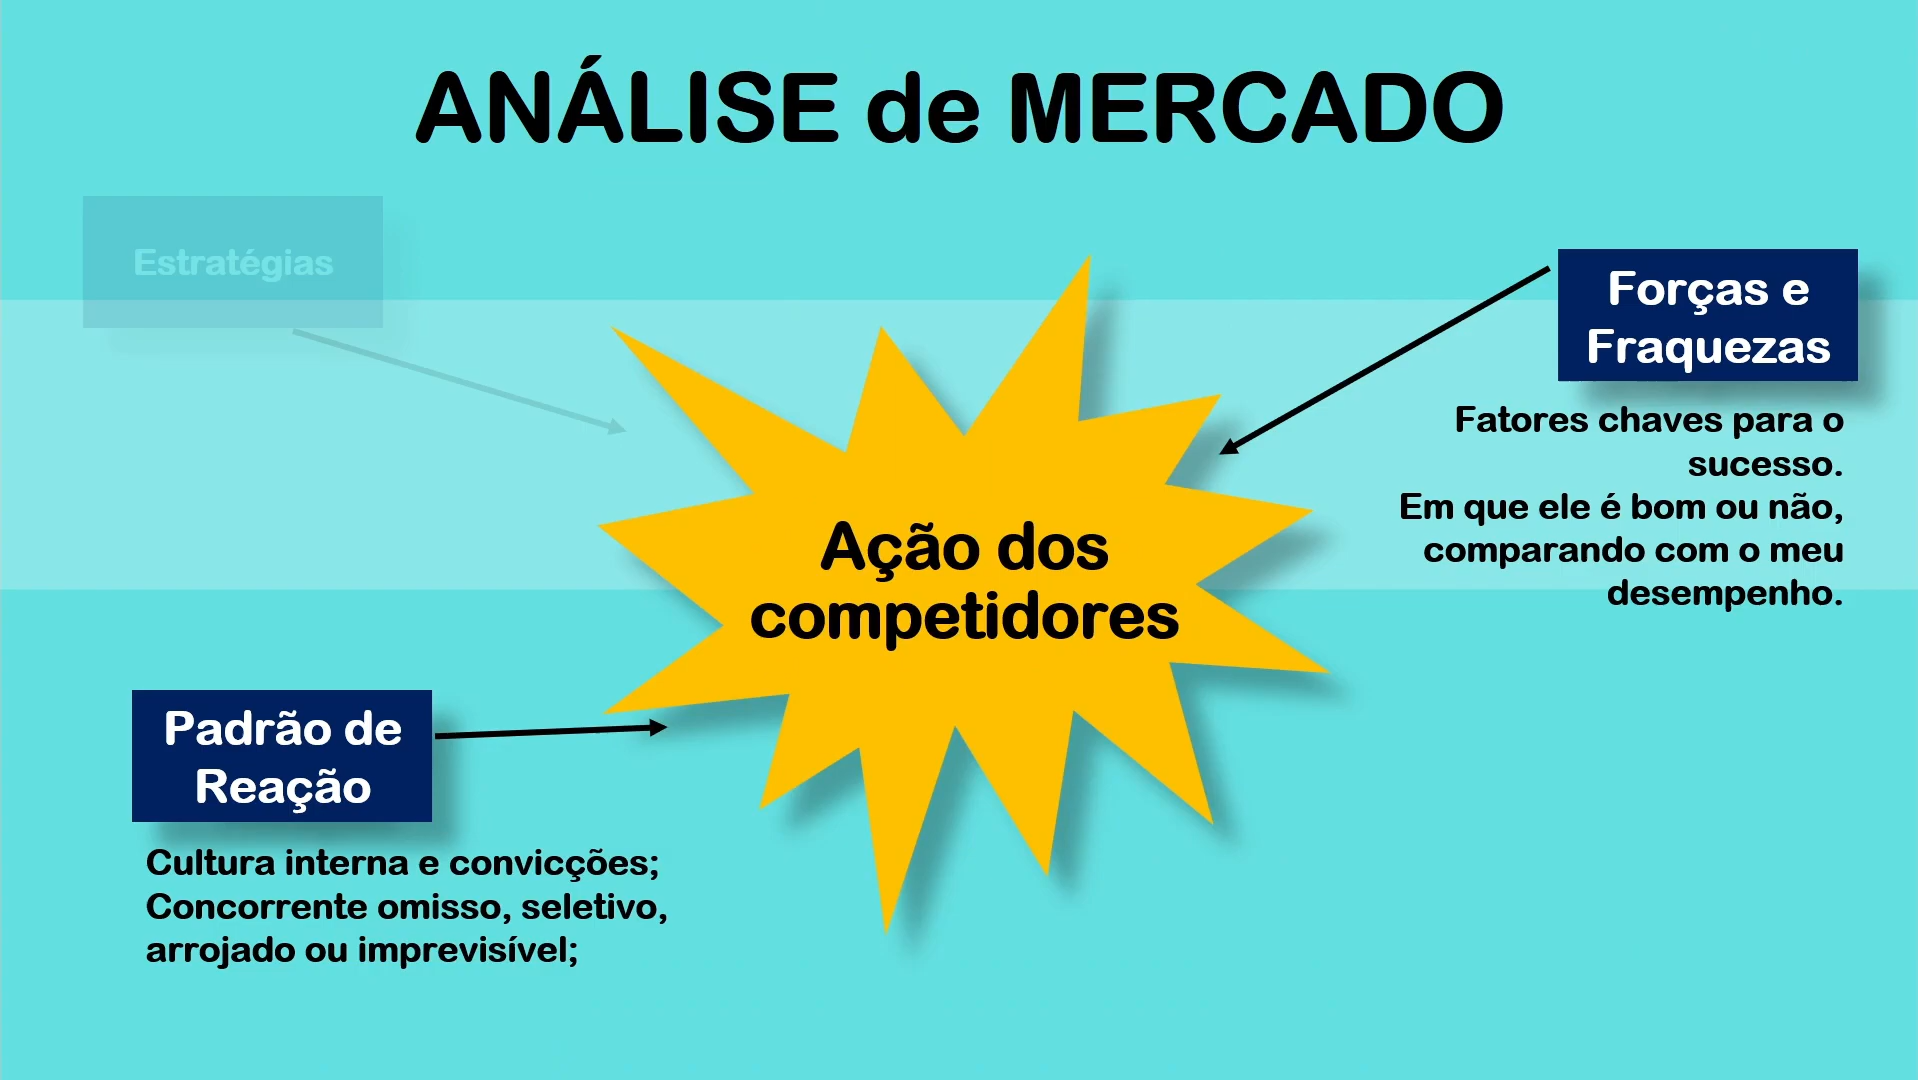 ANÁLISE de MERCADO
Estratégias
Forças e
Fraquezas
Fatores chaves para o
sucesso.
Em que ele é bom ou não,
comparando com o meu
desempenho.
Ação dos
competidores
Padrão de
Reação
Cultura interna e convicções;
Concorrente omisso, seletivo,
arrojado ou imprevisível;